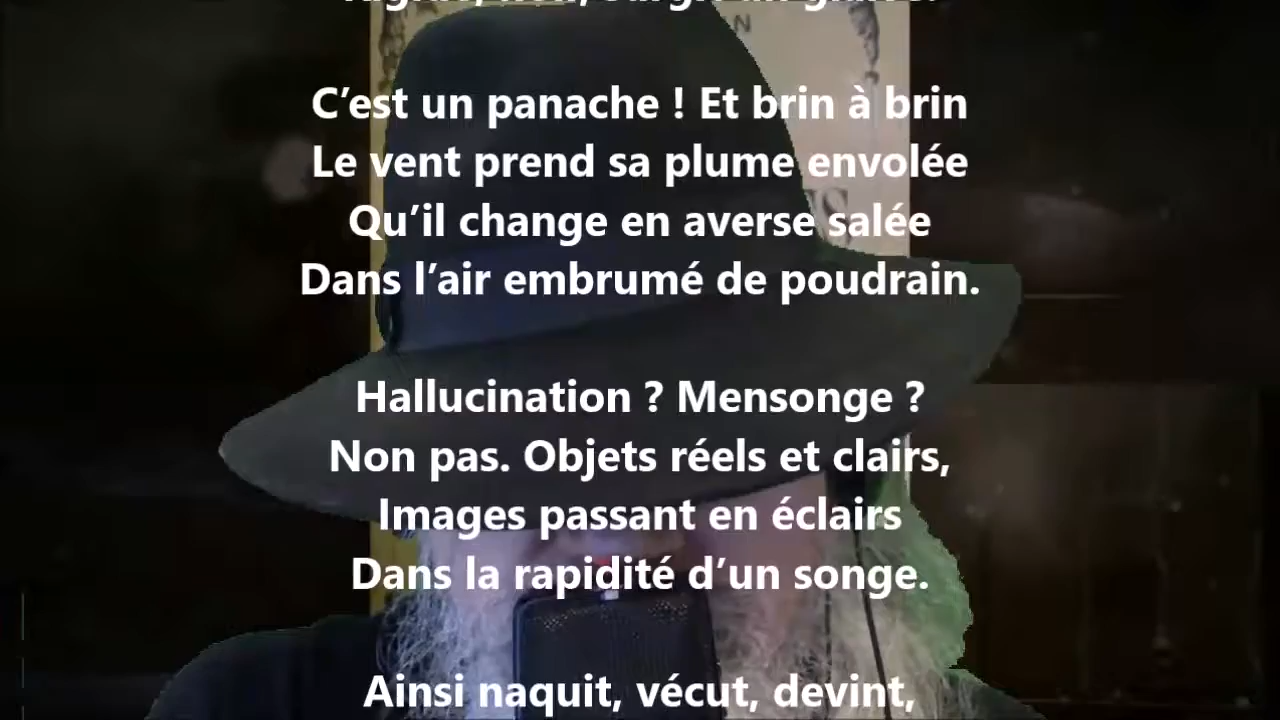 C’est un panache ! Et brin à brin
Le vent prend sa plume envolée
Qu’il change en averse salée
Dans l’air embrumé de poudrain.
Hallucination ? Mensonge ?
Non pas. Objets réels et clairs,
Images passant en éclairs
Dans la rapidité d’un songe.
Ainsi naquit, vécut, devint,